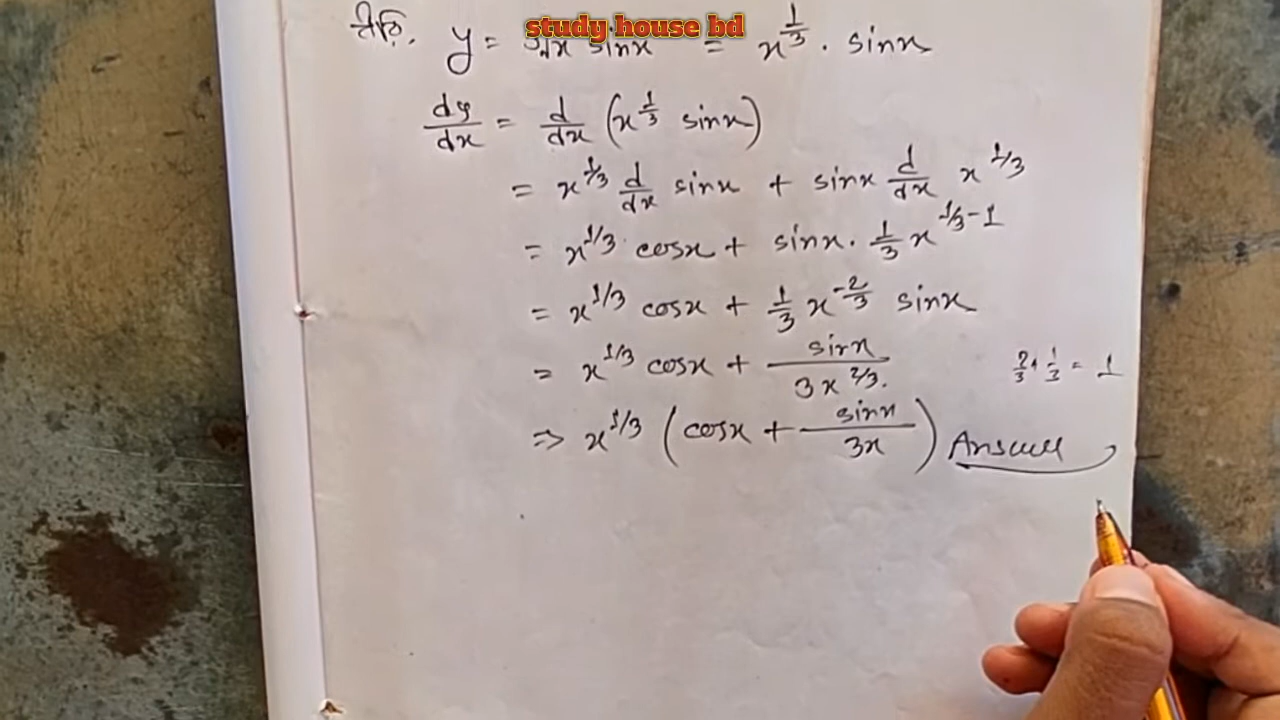 study house bd
ধরি, y = ∛x sinx = x^{1/3} . sinx
dy/dx = d/dx (x^{1/3} sinx)
= x^{1/3} d/dx sinx + sinx d/dx x^{1/3}
= x^{1/3} . cosx + sinx . 1/3 x^{1/3 - 1}
= x^{1/3} cosx + 1/3 x^{-2/3} sinx
= x^{1/3} cosx + sinx / 3x^{2/3}.
2/3 + 1/3 = 1
⇒ x^{1/3} (cosx + sinx / 3x) Answer